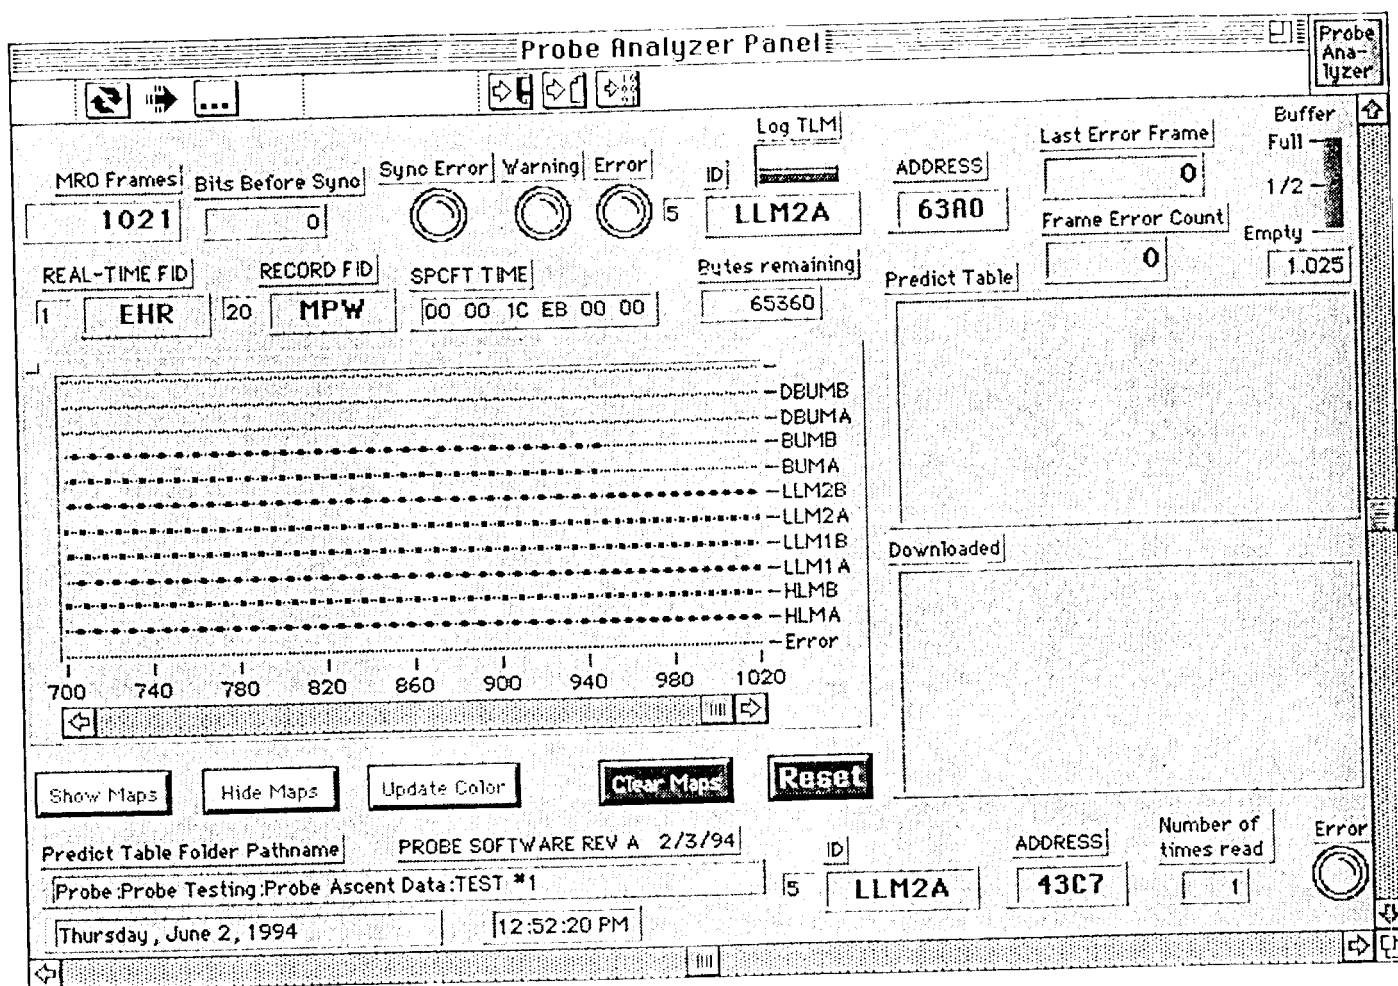 Probe Analyzer Panel
Probe
Ana-
lyzer
...
MRO Frames
1021
Bits Before Sync
0
Sync Error
Warning
Error
Log TLM
ID
5
LLM2A
ADDRESS
63A0
Last Error Frame
0
Frame Error Count
0
Buffer
Full
1/2
Empty
1.025
REAL-TIME FID
1
EHR
RECORD FID
20
MPW
SPCFT TIME
00 00 1C EB 00 00
Bytes remaining
65360
Predict Table
DBUMB
DBUMA
BUMB
BUMA
LLM2B
LLM2A
LLM1B
LLM1A
HLMB
HLMA
Error
700 740 780 820 860 900 940 980 1020
Downloaded
Show Maps
Hide Maps
Update Color
Clear Maps
Reset
Predict Table Folder Pathname
PROBE SOFTWARE REV A 2/3/94
Probe:Probe Testing:Probe Ascent Data:TEST #1
Thursday, June 2, 1994
12:52:20 PM
ID
5
LLM2A
ADDRESS
43C7
Number of
times read
1
Error